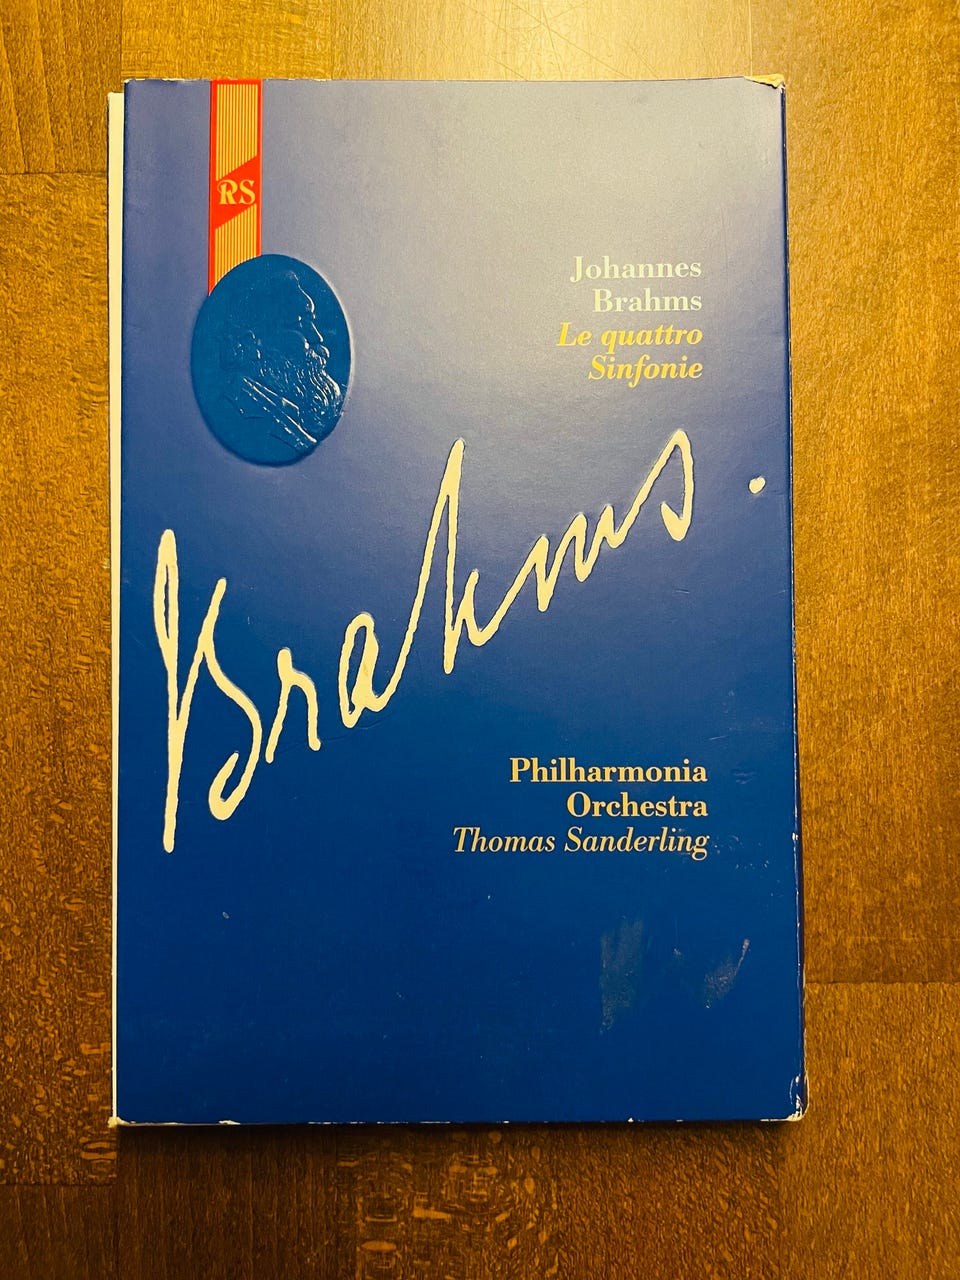 RS
Johannes
Brahms
Le quattro
Sinfonie
Brahms.
Philharmonia
Orchestra
Thomas Sanderling